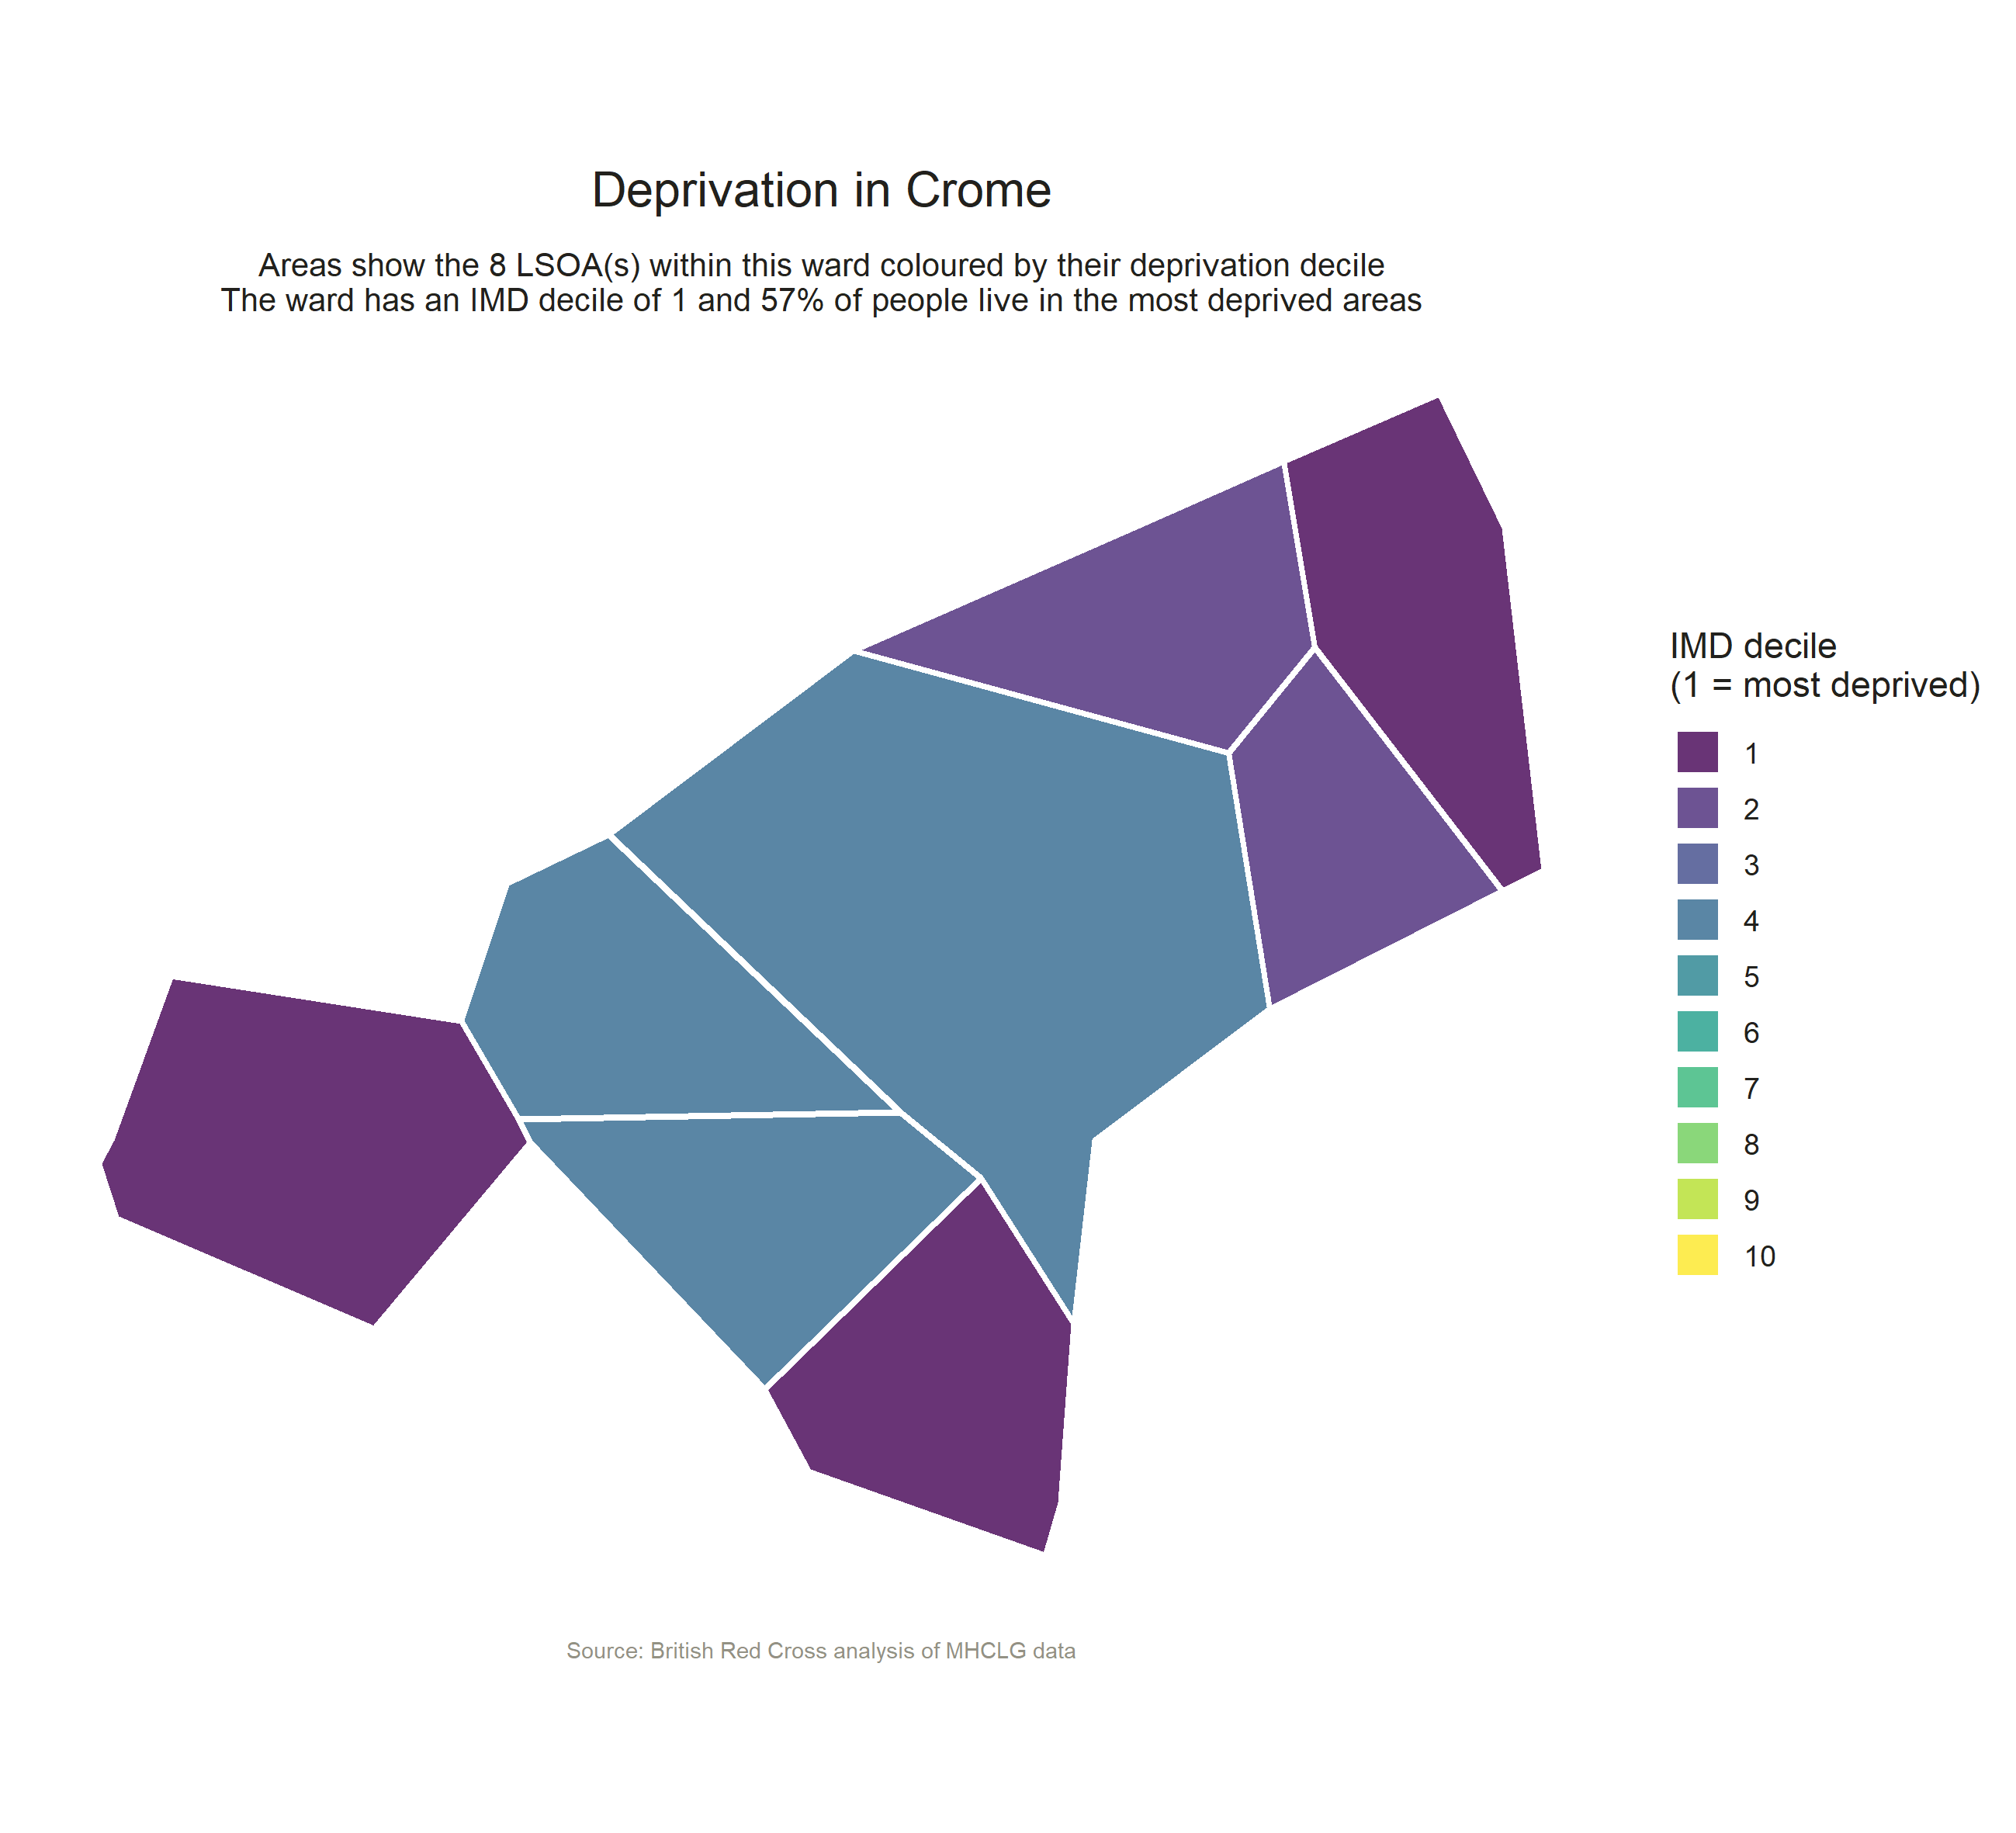 Deprivation in Crome
Areas show the 8 LSOA(s) within this ward coloured by their deprivation decile
The ward has an IMD decile of 1 and 57% of people live in the most deprived areas
IMD decile
(1 = most deprived)
1
2
3
4
5
6
7
8
9
10
Source: British Red Cross analysis of MHCLG data